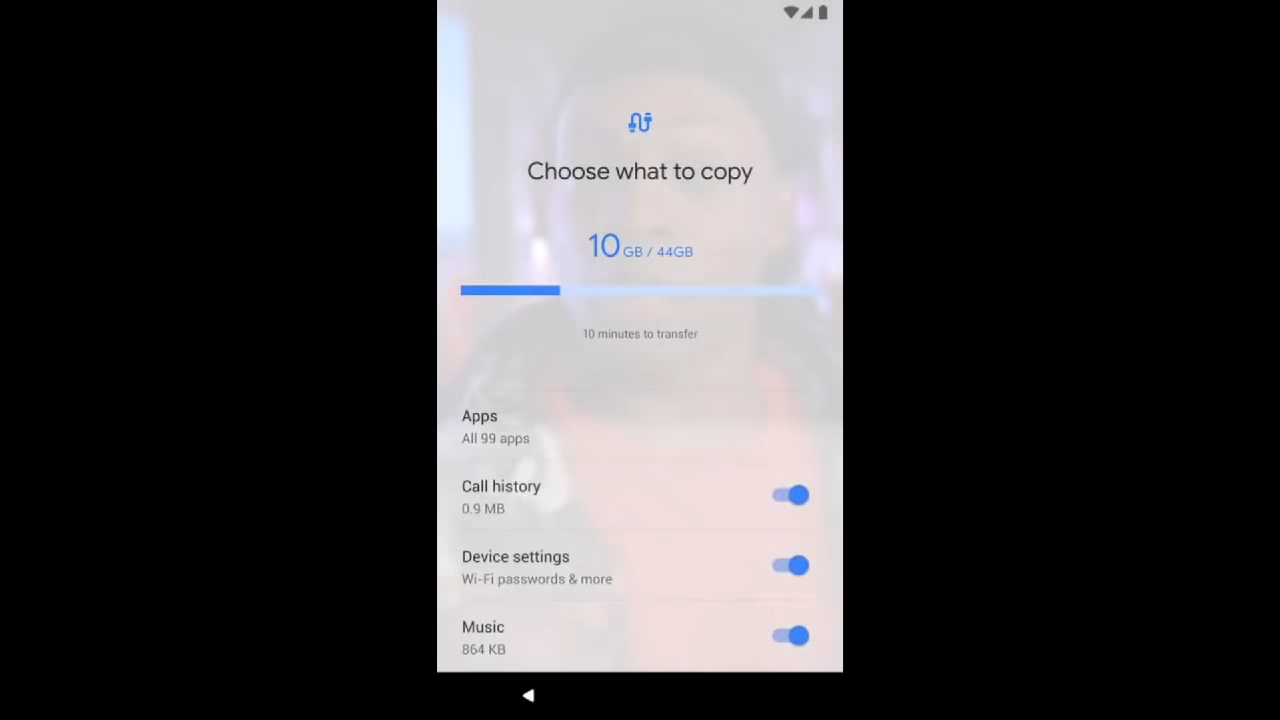 Choose what to copy
10 GB / 44GB
10 minutes to transfer
Apps
All 99 apps
Call history
0.9 MB
Device settings
Wi-Fi passwords & more
Music
864 KB